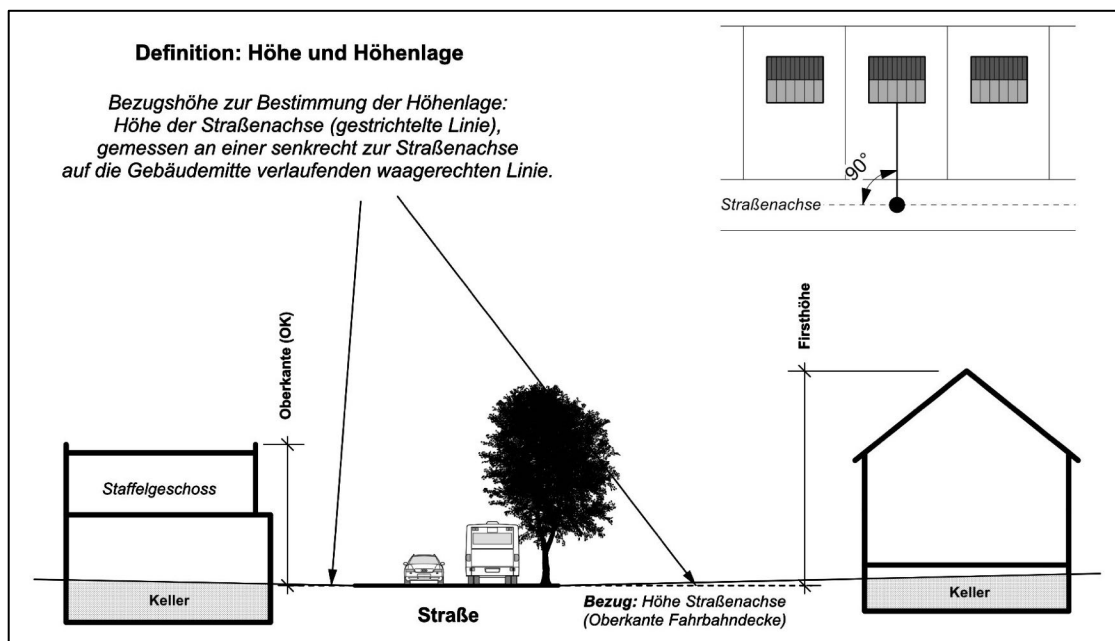 Definition: Höhe und Höhenlage
Bezugshöhe zur Bestimmung der Höhenlage:
Höhe der Straßenachse (gestrichtelte Linie),
gemessen an einer senkrecht zur Straßenachse
auf die Gebäudemitte verlaufenden waagerechten Linie.
90°
Straßenachse
Oberkante (OK)
Firsthöhe
Staffelgeschoss
Keller
Straße
Bezug: Höhe Straßenachse
(Oberkante Fahrbahndecke)
Keller